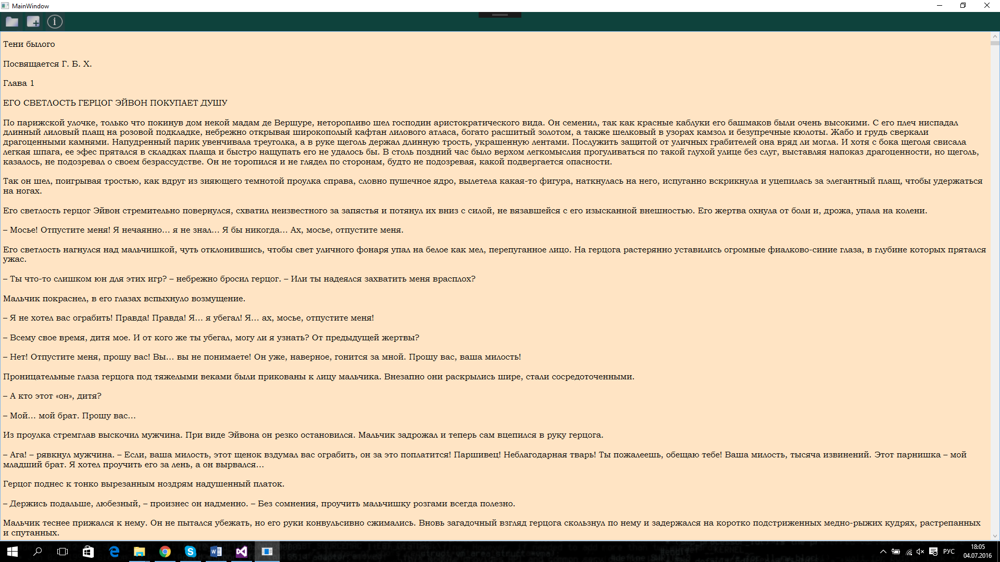 MainWindow
Тени былого
Посвящается Г. Б. Х.
Глава 1
ЕГО СВЕТЛОСТЬ ГЕРЦОГ ЭЙВОН ПОКУПАЕТ ДУШУ
По парижской улочке, только что покинув дом некой мадам де Вершуре, неторопливо шел господин аристократического вида. Он семенил, так как красные каблуки его башмаков были очень высокими. С его плеч ниспадал
длинный лиловый плащ на розовой подкладке, небрежно открывая широкополый кафтан лилового атласа, богато расшитый золотом, а также шелковый в узорах камзол и безупречные кюлоты. Жабо и грудь сверкали
драгоценными камнями. Напудренный парик увенчивала треуголка, а в руке щеголь держал длинную трость, украшенную лентами. Послужить защитой от уличных грабителей она вряд ли могла. И хотя с бока щеголя свисала
легкая шпага, ее эфес прятался в складках плаща и быстро нащупать его не удалось бы. В столь поздний час было верхом легкомыслия прогуливаться по такой глухой улице без слуг, выставляя напоказ драгоценности, но щеголь,
казалось, не подозревал о своем безрассудстве. Он не торопился и не глядел по сторонам, будто не подозревая, какой подвергается опасности.
Так он шел, поигрывая тростью, как вдруг из зияющего темнотой проулка справа, словно пушечное ядро, вылетела какая-то фигура, наткнулась на него, испуганно вскрикнула и уцепилась за элегантный плащ, чтобы удержаться
на ногах.
Его светлость герцог Эйвон стремительно повернулся, схватил неизвестного за запястья и потянул их вниз с силой, не вязавшейся с его изысканной внешностью. Его жертва охнула от боли и, дрожа, упала на колени.
– Мосье! Отпустите меня! Я нечаянно… я не знал… Я бы никогда… Ах, мосье, отпустите меня.
Его светлость нагнулся над мальчишкой, чуть отклонившись, чтобы свет уличного фонаря упал на белое как мел, перепуганное лицо. На герцога растерянно уставились огромные фиалково-синие глаза, в глубине которых прятался
ужас.
– Ты что-то слишком юн для этих игр? – небрежно бросил герцог. – Или ты надеялся захватить меня врасплох?
Мальчик покраснел, в его глазах вспыхнуло возмущение.
– Я не хотел вас ограбить! Правда! Правда! Я… я убегал! Я… ах, мосье, отпустите меня!
– Всему свое время, дитя мое. И от кого же ты убегал, могу ли я узнать? От предыдущей жертвы?
– Нет! Отпустите меня, прошу вас! Вы… вы не понимаете! Он уже, наверное, гонится за мной. Прошу вас, ваша милость!
Проницательные глаза герцога под тяжелыми веками были прикованы к лицу мальчика. Внезапно они раскрылись шире, стали сосредоточенными.
– А кто этот «он», дитя?
– Мой… мой брат. Прошу вас…
Из проулка стремглав выскочил мужчина. При виде Эйвона он резко остановился. Мальчик задрожал и теперь сам вцепился в руку герцога.
– Ага! – рявкнул мужчина. – Если, ваша милость, этот щенок вздумал вас ограбить, он за это поплатится! Паршивец! Неблагодарная тварь! Ты пожалеешь, обещаю тебе! Ваша милость, тысяча извинений. Этот парнишка – мой
младший брат. Я хотел проучить его за лень, а он вырвался…
Герцог поднес к тонко вырезанным ноздрям надушенный платок.
– Держись подальше, любезный, – произнес он надменно. – Без сомнения, проучить мальчишку розгами всегда полезно.
Мальчик теснее прижался к нему. Он не пытался убежать, но его руки конвульсивно сжимались. Вновь загадочный взгляд герцога скользнул по нему и задержался на коротко подстриженных медно-рыжих кудрях, растрепанных
и спутанных.
РУС
18:05
04.07.2016